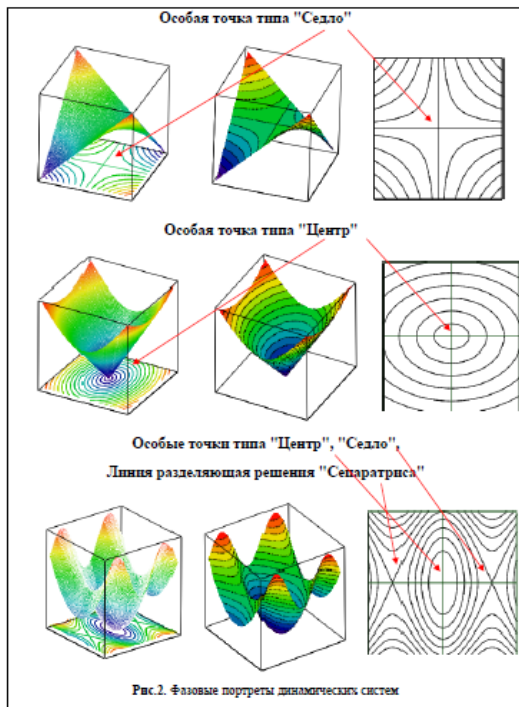 Особая точка типа "Седло"
Особая точка типа "Центр"
Особые точки типа "Центр", "Седло",
Линия разделяющая решения "Сепаратриса"
Рис.2. Фазовые портреты динамических систем